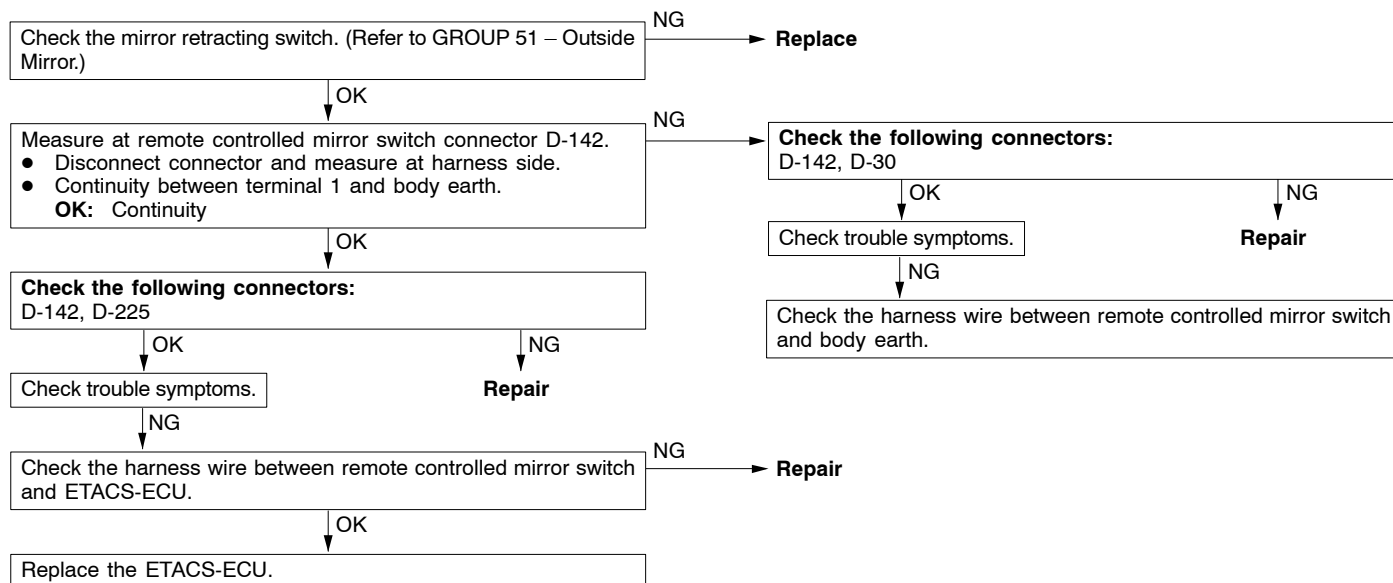 Check the mirror retracting switch. (Refer to GROUP 51 – Outside
Mirror.)
NG
Replace
OK
Measure at remote controlled mirror switch connector D-142.
● Disconnect connector and measure at harness side.
● Continuity between terminal 1 and body earth.
OK: Continuity
NG
Check the following connectors:
D-142, D-30
OK
NG
Check trouble symptoms.
Repair
NG
Check the harness wire between remote controlled mirror switch
and body earth.
OK
Check the following connectors:
D-142, D-225
OK
NG
Check trouble symptoms.
Repair
NG
Check the harness wire between remote controlled mirror switch
and ETACS-ECU.
NG
Repair
OK
Replace the ETACS-ECU.